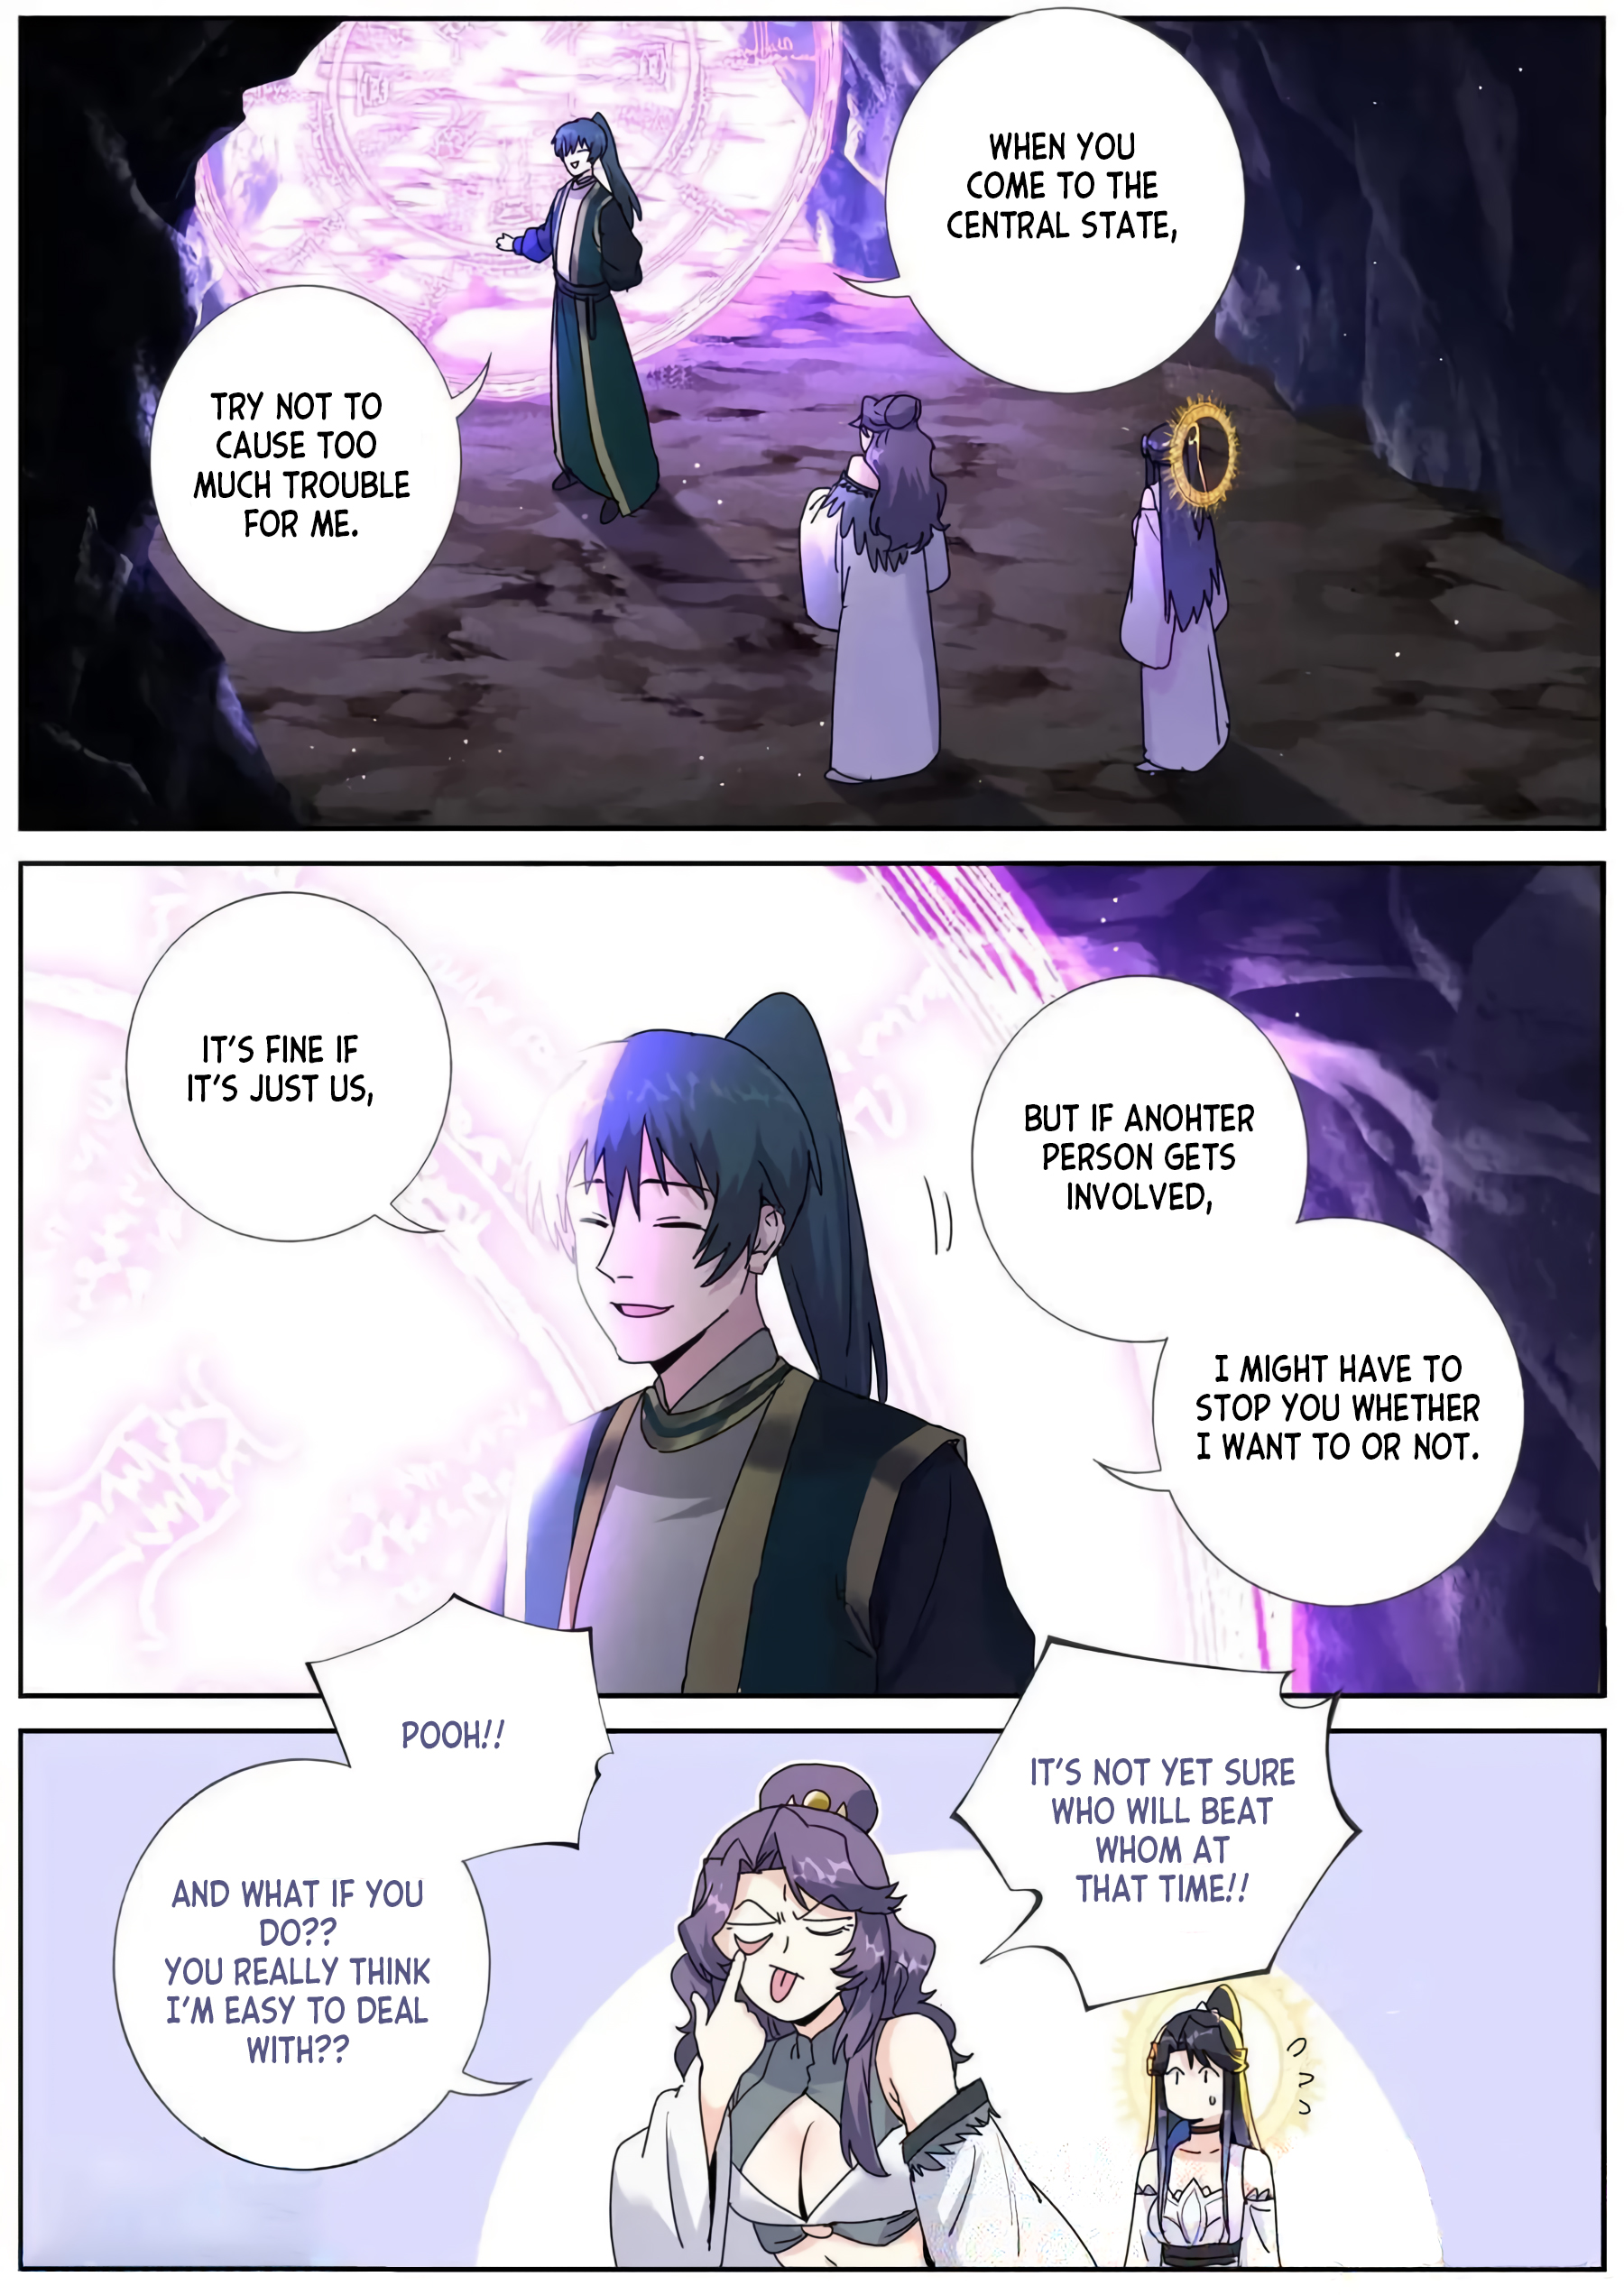 WHEN YOU
COME TO THE
CENTRAL STATE,
TRY NOT TO
CAUSE TOO
MUCH TROUBLE
FOR ME.
IT'S FINE IF
IT'S JUST US,
BUT IF ANOHTER
PERSON GETS
INVOLVED,
I MIGHT HAVE TO
STOP YOU WHETHER
I WANT TO OR NOT.
POOH!!
AND WHAT IF YOU
DO??
YOU REALLY THINK
I'M EASY TO DEAL
WITH??
IT'S NOT YET SURE
WHO WILL BEAT
WHOM AT
THAT TIME!!